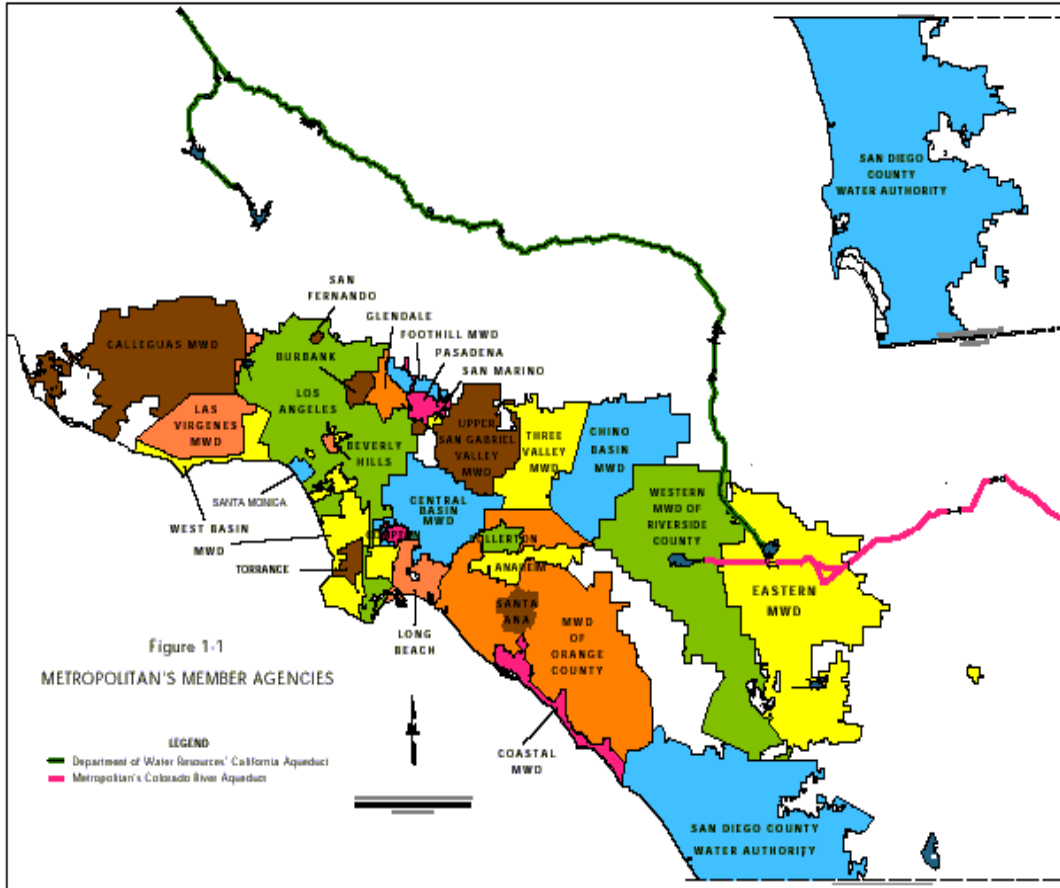 SAN DIEGO
COUNTY
WATER AUTHORITY
SAN
FERNANDO
GLENDALE
FOOTHILL MWD
PASADENA
SAN MARINO
CALLEGUAS MWD
BURBANK
LOS
ANGELES
LAS
VIRGENES
MWD
BEVERLY
HILLS
UPPER
SAN GABRIEL
VALLEY
MWD
THREE
VALLEY
MWD
CHINO
BASIN
MWD
SANTA MONICA
CENTRAL
BASIN
MWD
WESTERN
MWD OF
RIVERSIDE
COUNTY
WEST BASIN
MWD
TORRANCE
ANAHEIM
EASTERN
MWD
SANTA
ANA
MWD
OF
ORANGE
COUNTY
LONG
BEACH
Figure 1-1
METROPOLITAN'S MEMBER AGENCIES
COASTAL
MWD
LEGEND
Department of Water Resources' California Aqueduct
Metropolitan's Colorado River Aqueduct
SAN DIEGO COUNTY
WATER AUTHORITY